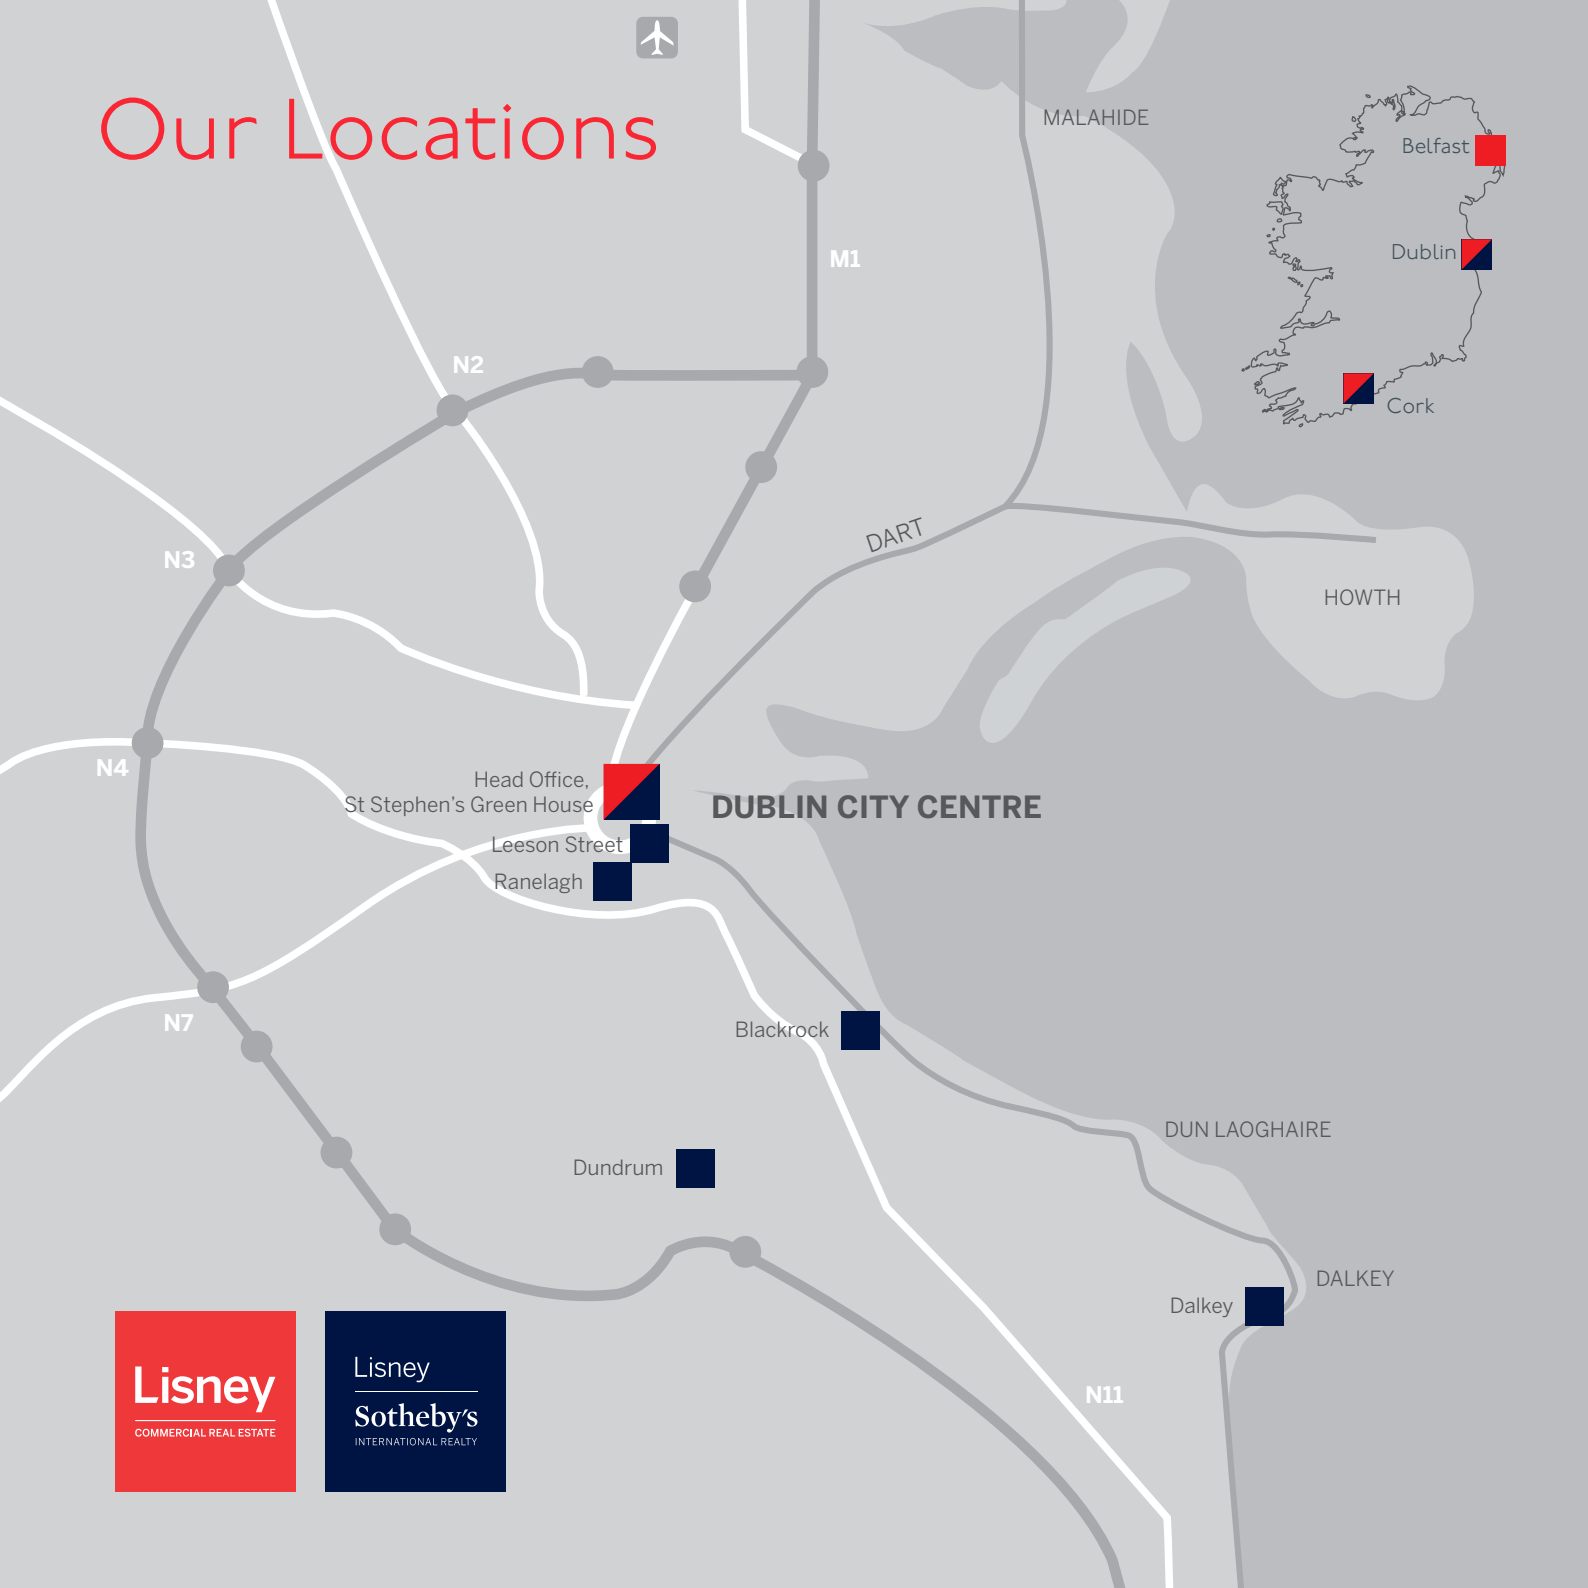 Our Locations
MALAHIDE
Belfast
Dublin
Cork
M1
N2
N3
DART
HOWTH
N4
Head Office,
St Stephen's Green House
DUBLIN CITY CENTRE
Leeson Street
Ranelagh
N7
Blackrock
DUN LAOGHAIRE
Dundrum
DALKEY
Dalkey
N11
Lisney
COMMERCIAL REAL ESTATE
Lisney
Sotheby's
INTERNATIONAL REALTY